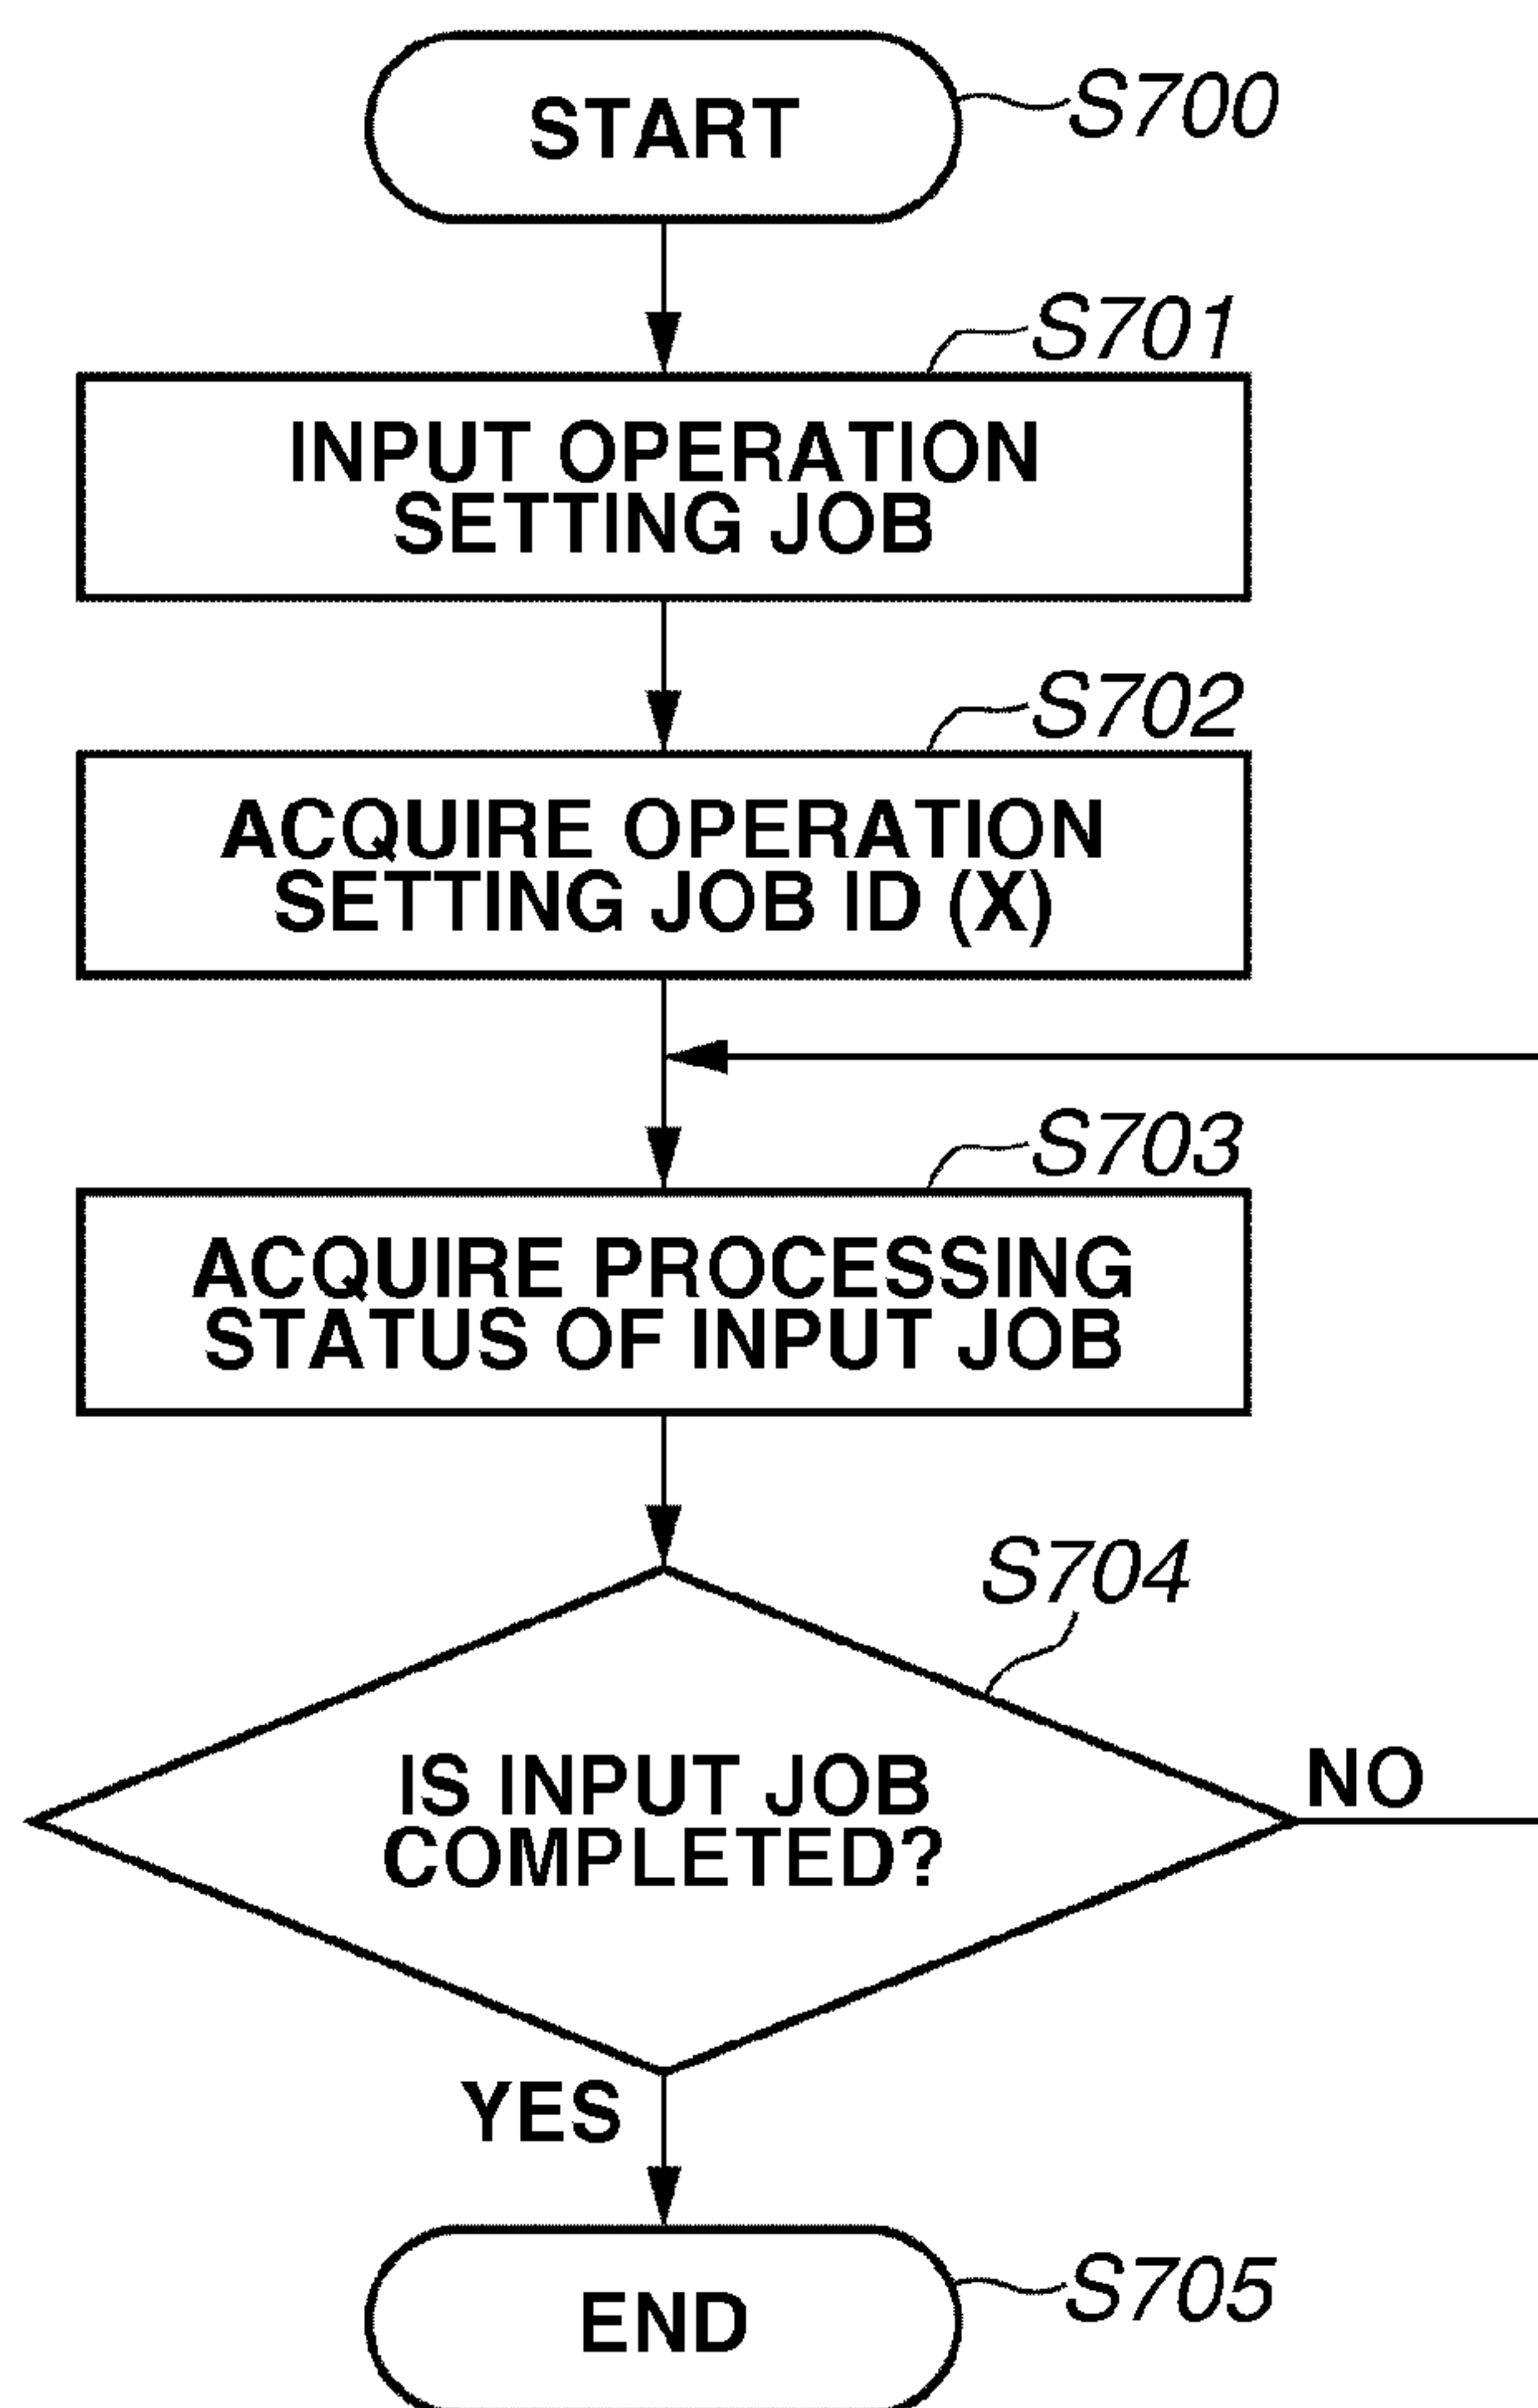 START
S700
S701
INPUT OPERATION
SETTING JOB
S702
ACQUIRE OPERATION
SETTING JOB ID (X)
S703
ACQUIRE PROCESSING
STATUS OF INPUT JOB
S704
IS INPUT JOB
COMPLETED?
NO
YES
END
S705